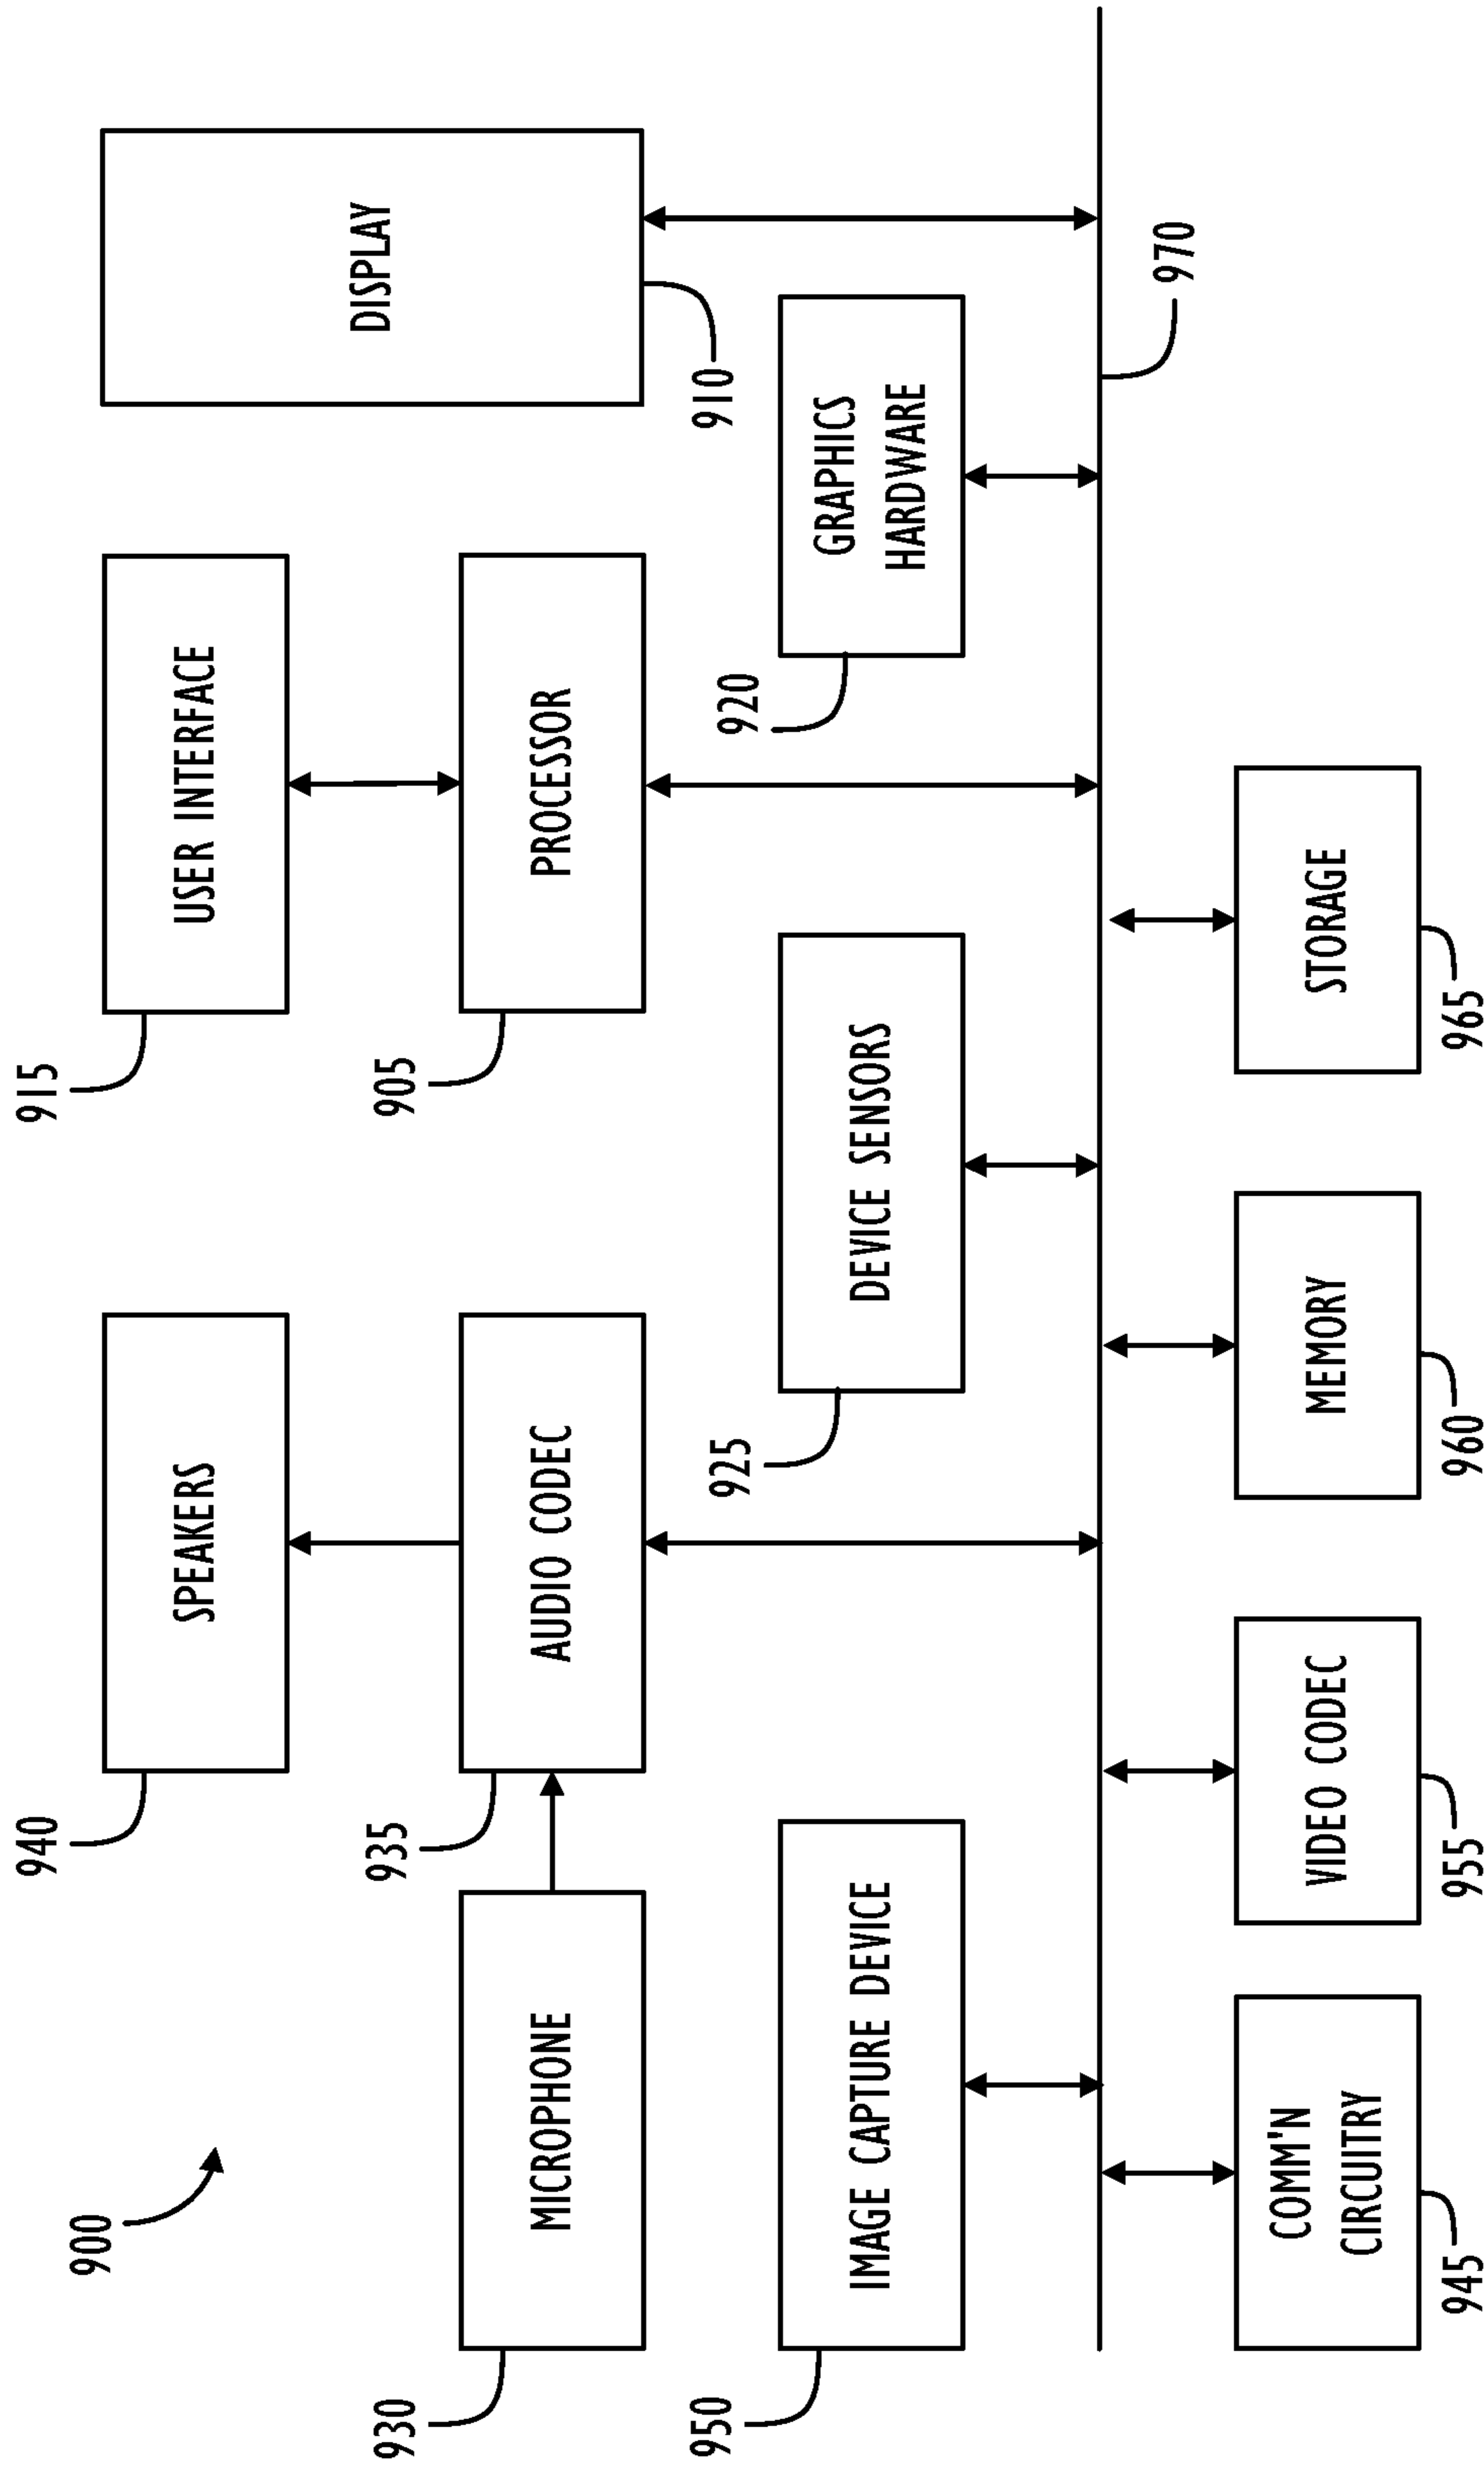 900
940
SPEAKERS
915
USER INTERFACE
DISPLAY
930
MICROPHONE
935
AUDIO CODEC
905
PROCESSOR
910
950
IMAGE CAPTURE DEVICE
925
DEVICE SENSORS
920
GRAPHICS
HARDWARE
970
COMM'N
CIRCUITRY
VIDEO CODEC
MEMORY
STORAGE
945
955
960
965